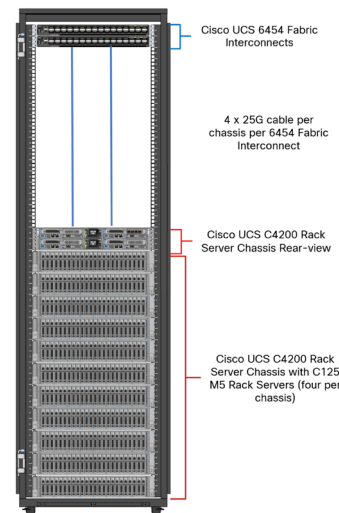 Cisco UCS 6454 Fabric
Interconnects
4 x 25G cable per
chassis per 6454 Fabric
Interconnect
Cisco UCS C4200 Rack
Server Chassis Rear-view
Cisco UCS C4200 Rack
Server Chassis with C125
M5 Rack Servers (four per
chassis)